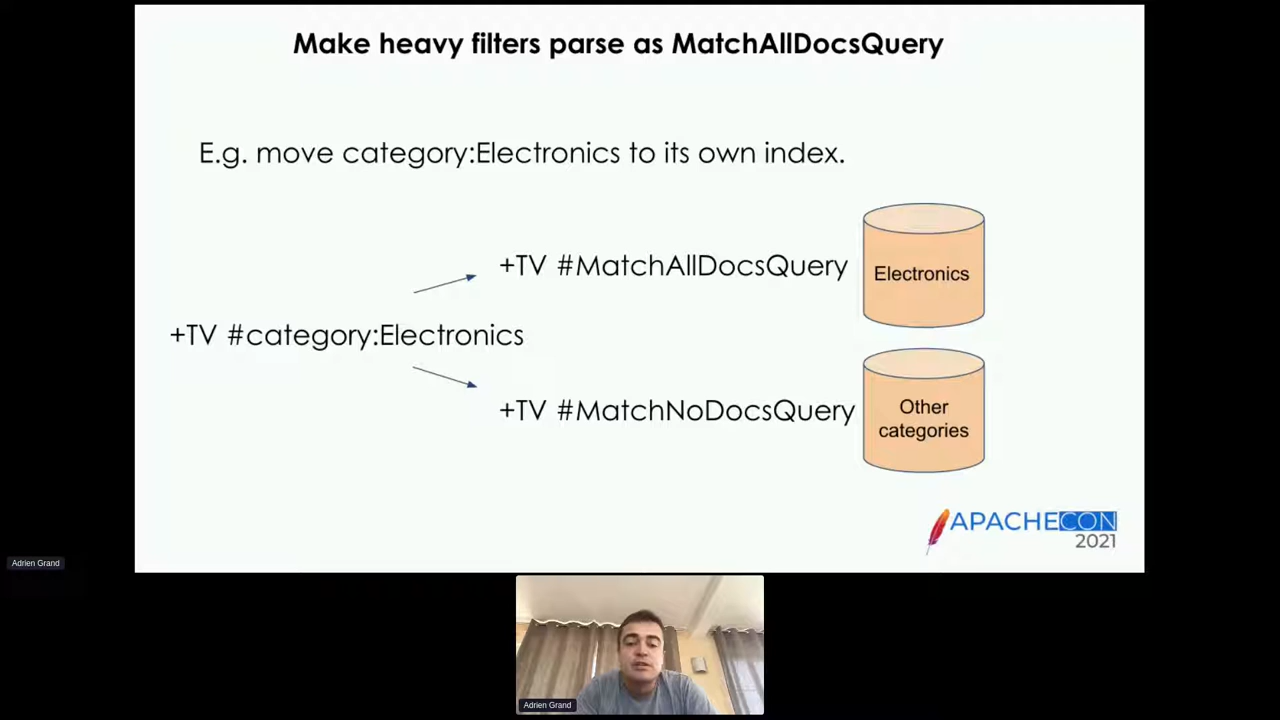 Make heavy filters parse as MatchAllDocsQuery
E.g. move category:Electronics to its own index.
+TV #MatchAllDocsQuery
Electronics
+TV #category:Electronics
+TV #MatchNoDocsQuery
Other
categories
APACHECON
2021
Adrien Grand
Adrien Grand